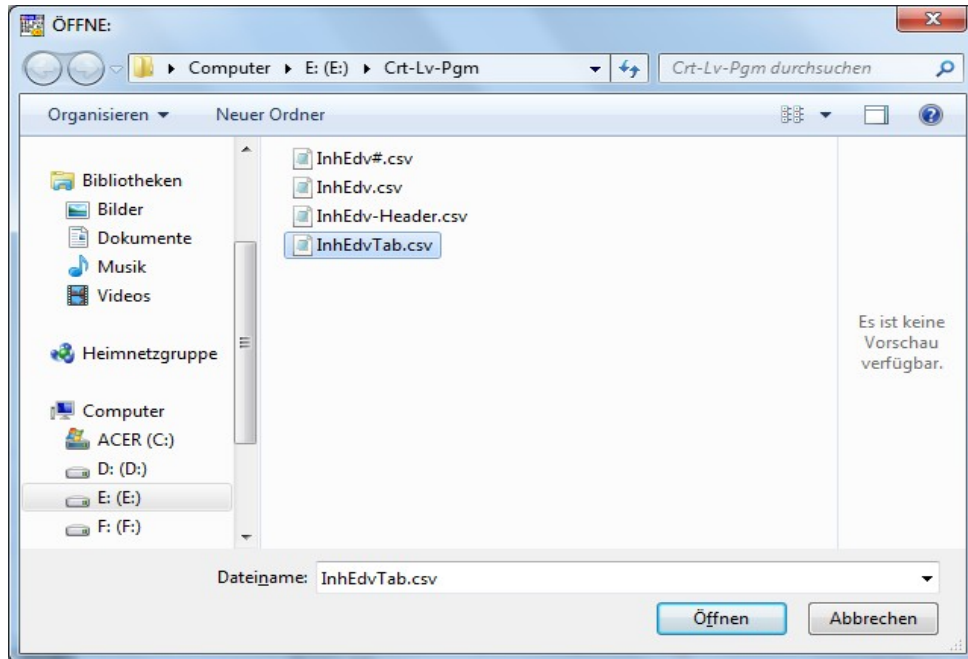 ÖFFNE:
Computer E: (E:) Crt-Lv-Pgm
Crt-Lv-Pgm durchsuchen
Organisieren Neuer Ordner
Bibliotheken
Bilder
Dokumente
Musik
Videos
Heimnetzgruppe
Computer
ACER (C:)
D: (D:)
E: (E:)
F: (F:)
InhEdv#.csv
InhEdv.csv
InhEdv-Header.csv
InhEdvTab.csv
Es ist keine
Vorschau
verfügbar.
Dateiname: InhEdvTab.csv
Öffnen Abbrechen